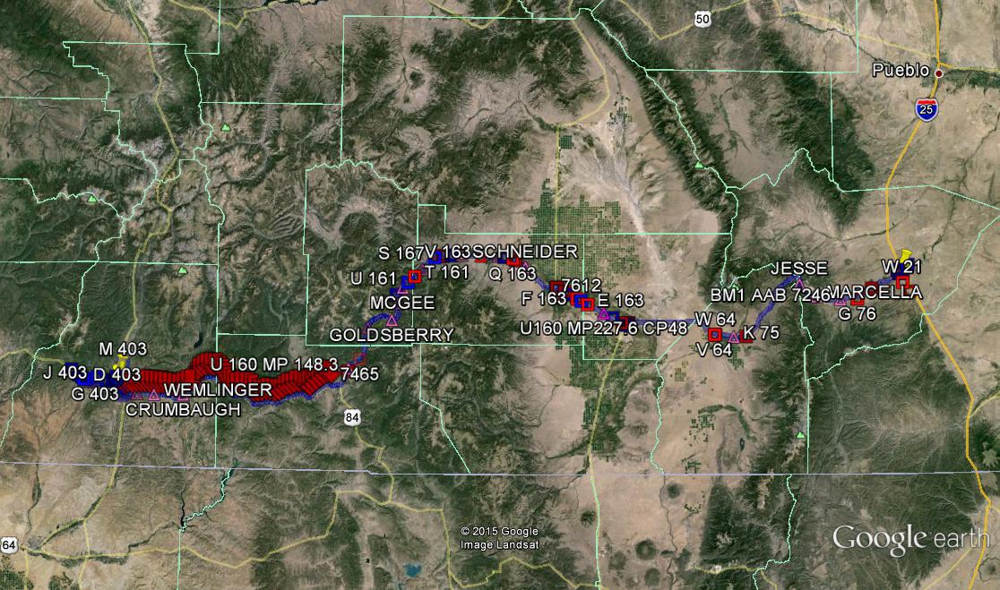 50
Pueblo
25
S 167 V 163 SCHNEIDER
U 161 T 161 Q 163
W 21
JESSE
7612
F 163 E 163
BM1 AAB 7246 MARCELLA
MCGEE
G 76
U160 MP227.6 CP48
W 64
K 75
GOLDSBERRY
V 64
M 403
J 403 D 403
U 160 MP 148.3
7465
G 403
WEMLINGER
CRUMBAUGH
84
© 2015 Google
Image Landsat
64
Google earth